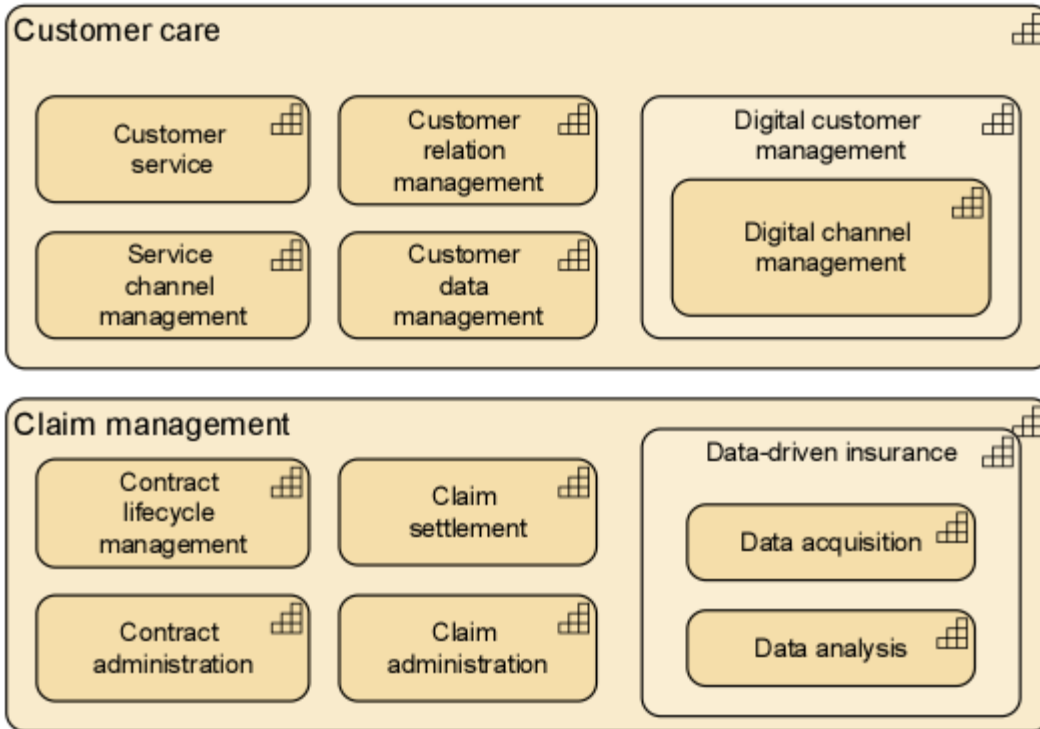 Customer care
Customer
service
Customer
relation
management
Digital customer
management
Digital channel
management
Service
channel
management
Customer
data
management
Claim management
Contract
lifecycle
management
Claim
settlement
Data-driven insurance
Data acquisition
Contract
administration
Claim
administration
Data analysis